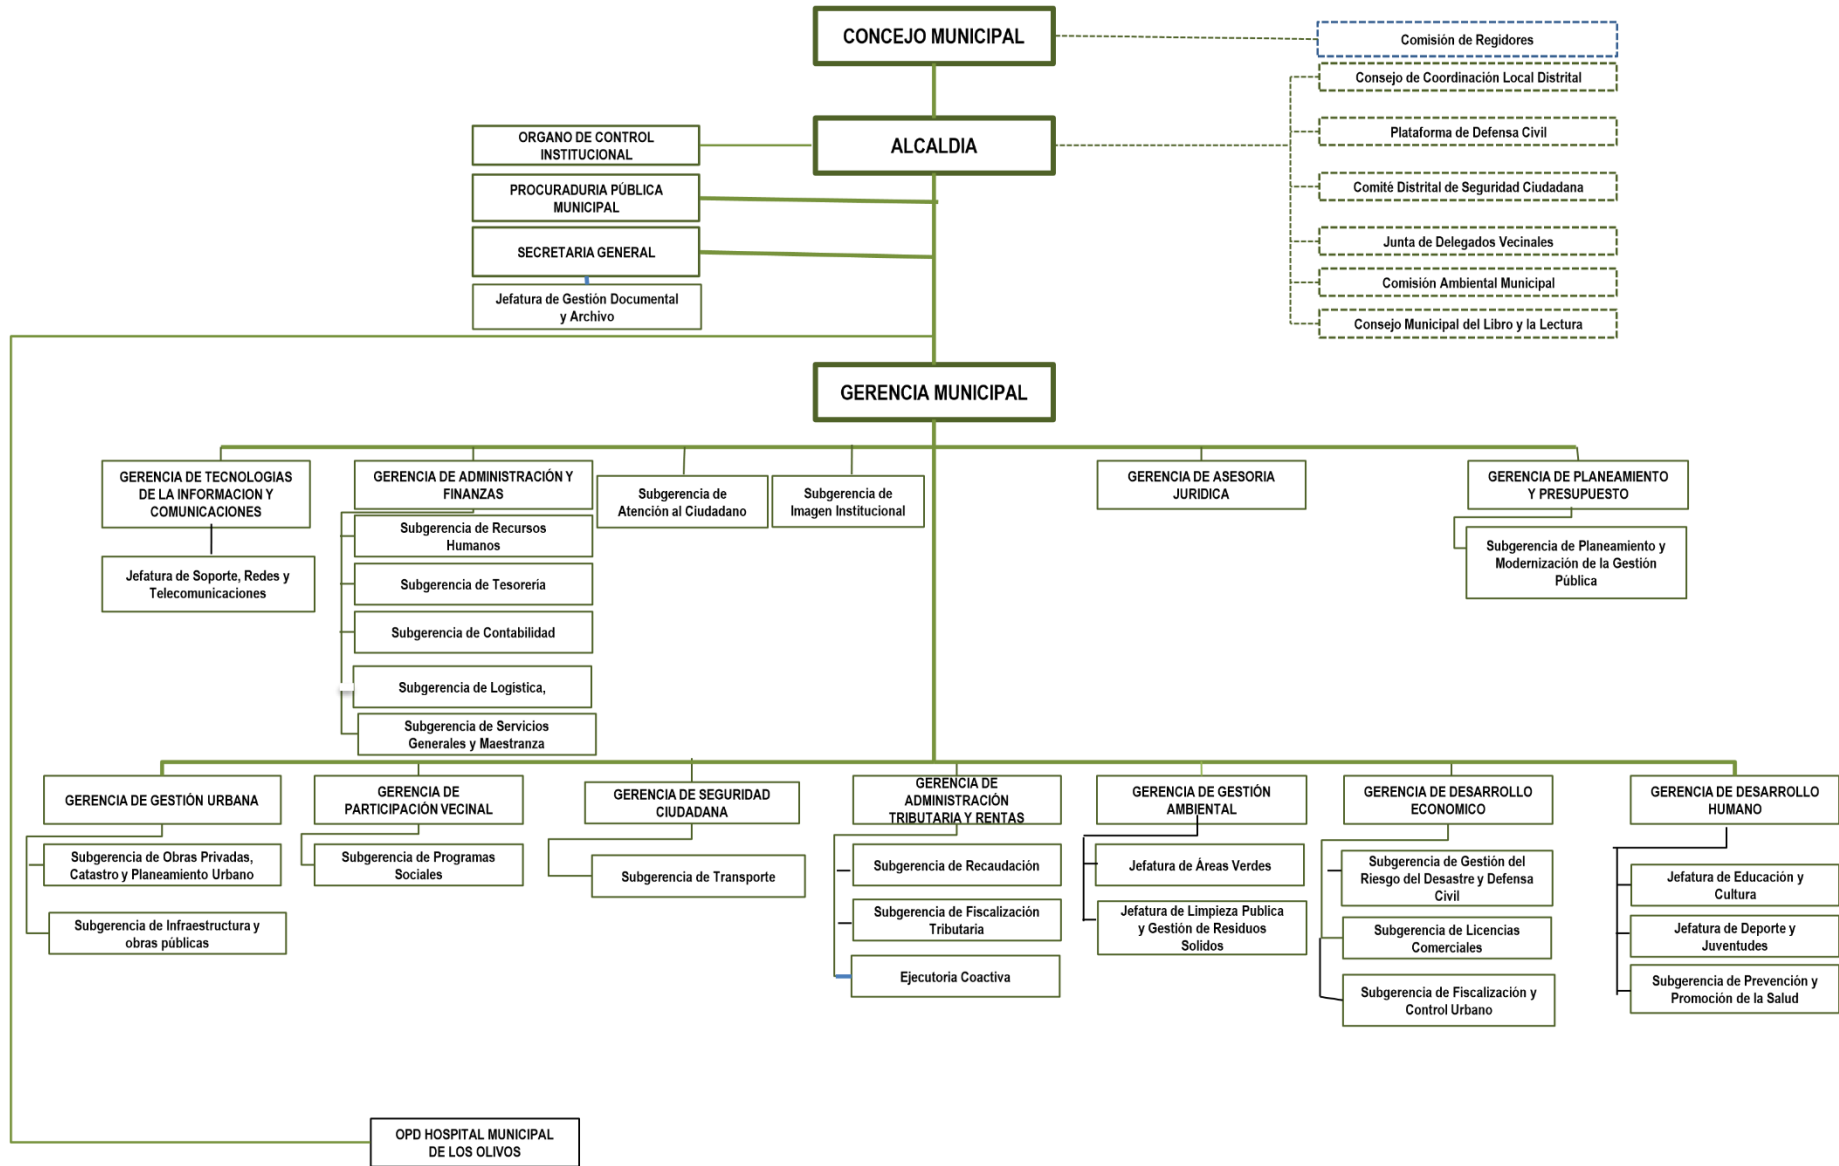 CONCEJO MUNICIPAL
Comisión de Regidores
Consejo de Coordinación Local Distrital
ALCALDIA
Plataforma de Defensa Civil
ORGANO DE CONTROL
INSTITUCIONAL
PROCURADURIA PÚBLICA
MUNICIPAL
Comité Distrital de Seguridad Ciudadana
SECRETARIA GENERAL
Junta de Delegados Vecinales
Jefatura de Gestión Documental
y Archivo
Comisión Ambiental Municipal
Consejo Municipal del Libro y la Lectura
GERENCIA MUNICIPAL
GERENCIA DE TECNOLOGIAS
DE LA INFORMACION Y
COMUNICACIONES
Jefatura de Soporte, Redes y
Telecomunicaciones
GERENCIA DE ADMINISTRACIÓN Y
FINANZAS
Subgerencia de Recursos
Humanos
Subgerencia de Tesorería
Subgerencia de Contabilidad
Subgerencia de Logística,
Subgerencia de Servicios
Generales y Maestranza
Subgerencia de
Atención al Ciudadano
Subgerencia de
Imagen Institucional
GERENCIA DE ASESORIA
JURIDICA
GERENCIA DE PLANEAMIENTO
Y PRESUPUESTO
Subgerencia de Planeamiento y
Modernización de la Gestión
Pública
GERENCIA DE GESTIÓN URBANA
Subgerencia de Obras Privadas,
Catastro y Planeamiento Urbano
Subgerencia de Infraestructura y
obras públicas
GERENCIA DE
PARTICIPACIÓN VECINAL
Subgerencia de Programas
Sociales
GERENCIA DE SEGURIDAD
CIUDADANA
Subgerencia de Transporte
GERENCIA DE
ADMINISTRACIÓN
TRIBUTARIA Y RENTAS
Subgerencia de Recaudación
Subgerencia de Fiscalización
Tributaria
Ejecutoria Coactiva
GERENCIA DE GESTIÓN
AMBIENTAL
Jefatura de Áreas Verdes
Jefatura de Limpieza Publica
y Gestión de Residuos
Solidos
GERENCIA DE DESARROLLO
ECONOMICO
Subgerencia de Gestión del
Riesgo del Desastre y Defensa
Civil
Subgerencia de Licencias
Comerciales
Subgerencia de Fiscalización y
Control Urbano
GERENCIA DE DESARROLLO
HUMANO
Jefatura de Educación y
Cultura
Jefatura de Deporte y
Juventudes
Subgerencia de Prevención y
Promoción de la Salud
OPD HOSPITAL MUNICIPAL
DE LOS OLIVOS